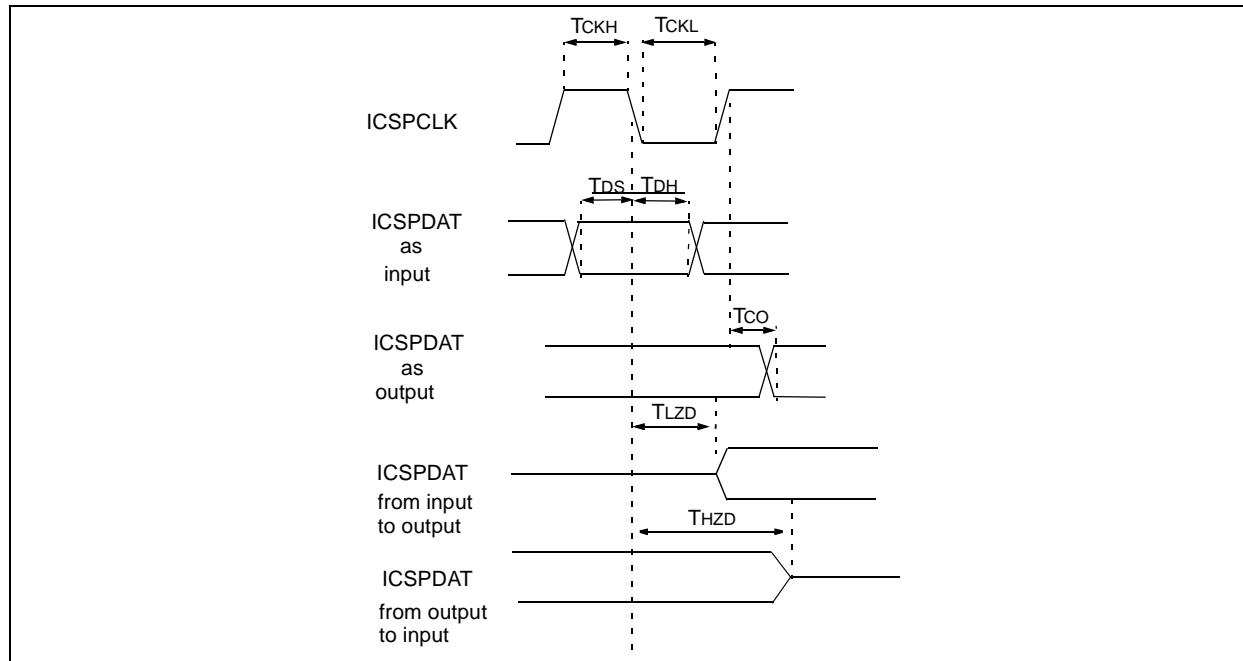 TCKH TCKL
ICSPCLK
TDS TDH
ICSPDAT
as
input
TCO
ICSPDAT
as
output
TLZD
ICSPDAT
from input
to output
THZD
ICSPDAT
from output
to input